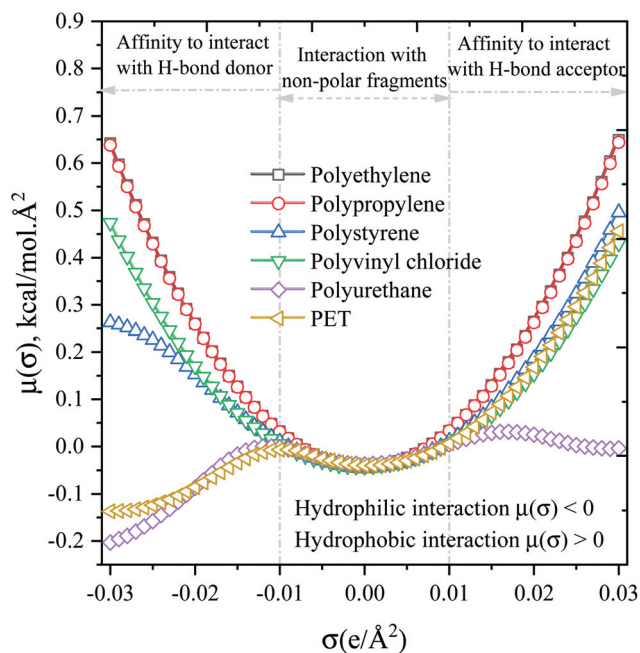 Affinity to interact
with H-bond donor
Interaction with
non-polar fragments
Affinity to interact
with H-bond acceptor
0.9
0.8
0.7
0.6
0.5
0.4
0.3
0.2
0.1
0.0
-0.1
-0.2
μ(σ), kcal/mol.Å²
Polyethylene
Polypropylene
Polystyrene
Polyvinyl chloride
Polyurethane
PET
Hydrophilic interaction μ(σ) < 0
Hydrophobic interaction μ(σ) > 0
-0.03 -0.02 -0.01 0.00 0.01 0.02 0.03
σ(e/Å²)